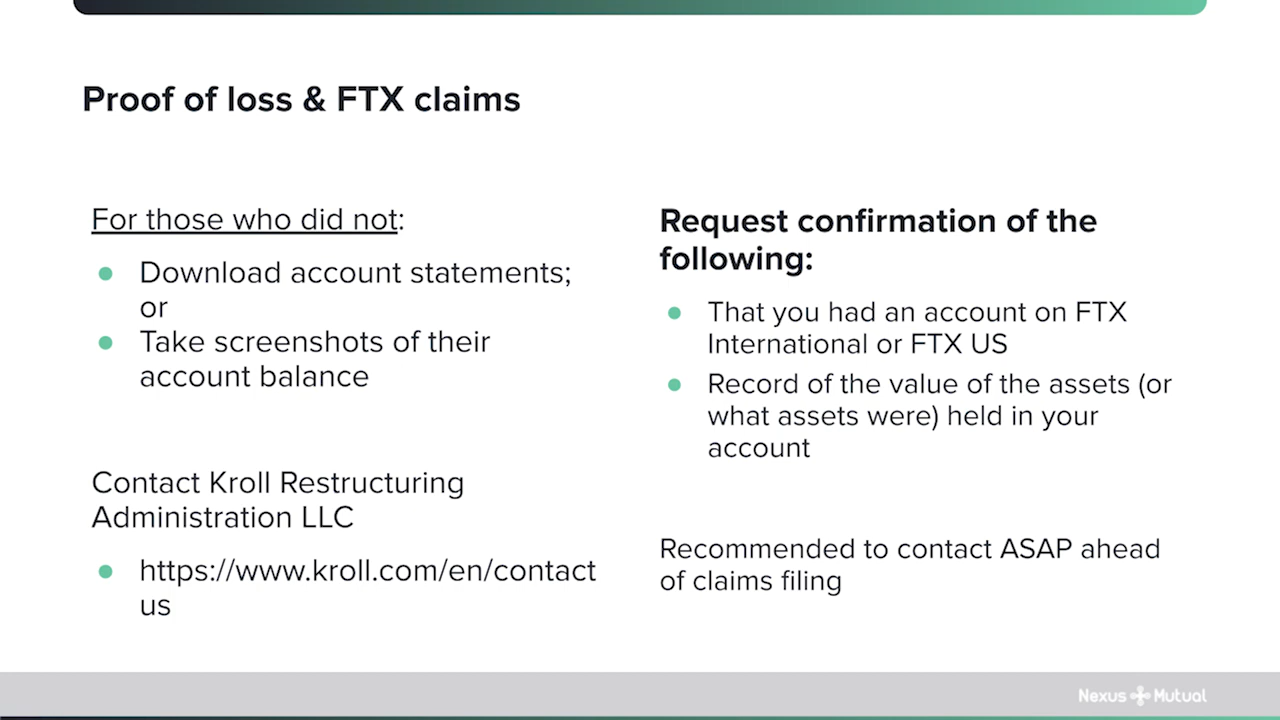 Proof of loss & FTX claims
For those who did not:
Download account statements;
or
Take screenshots of their
account balance
Contact Kroll Restructuring
Administration LLC
https://www.kroll.com/en/contact
us
Request confirmation of the
following:
That you had an account on FTX
International or FTX US
Record of the value of the assets (or
what assets were) held in your
account
Recommended to contact ASAP ahead
of claims filing
Nexus Mutual